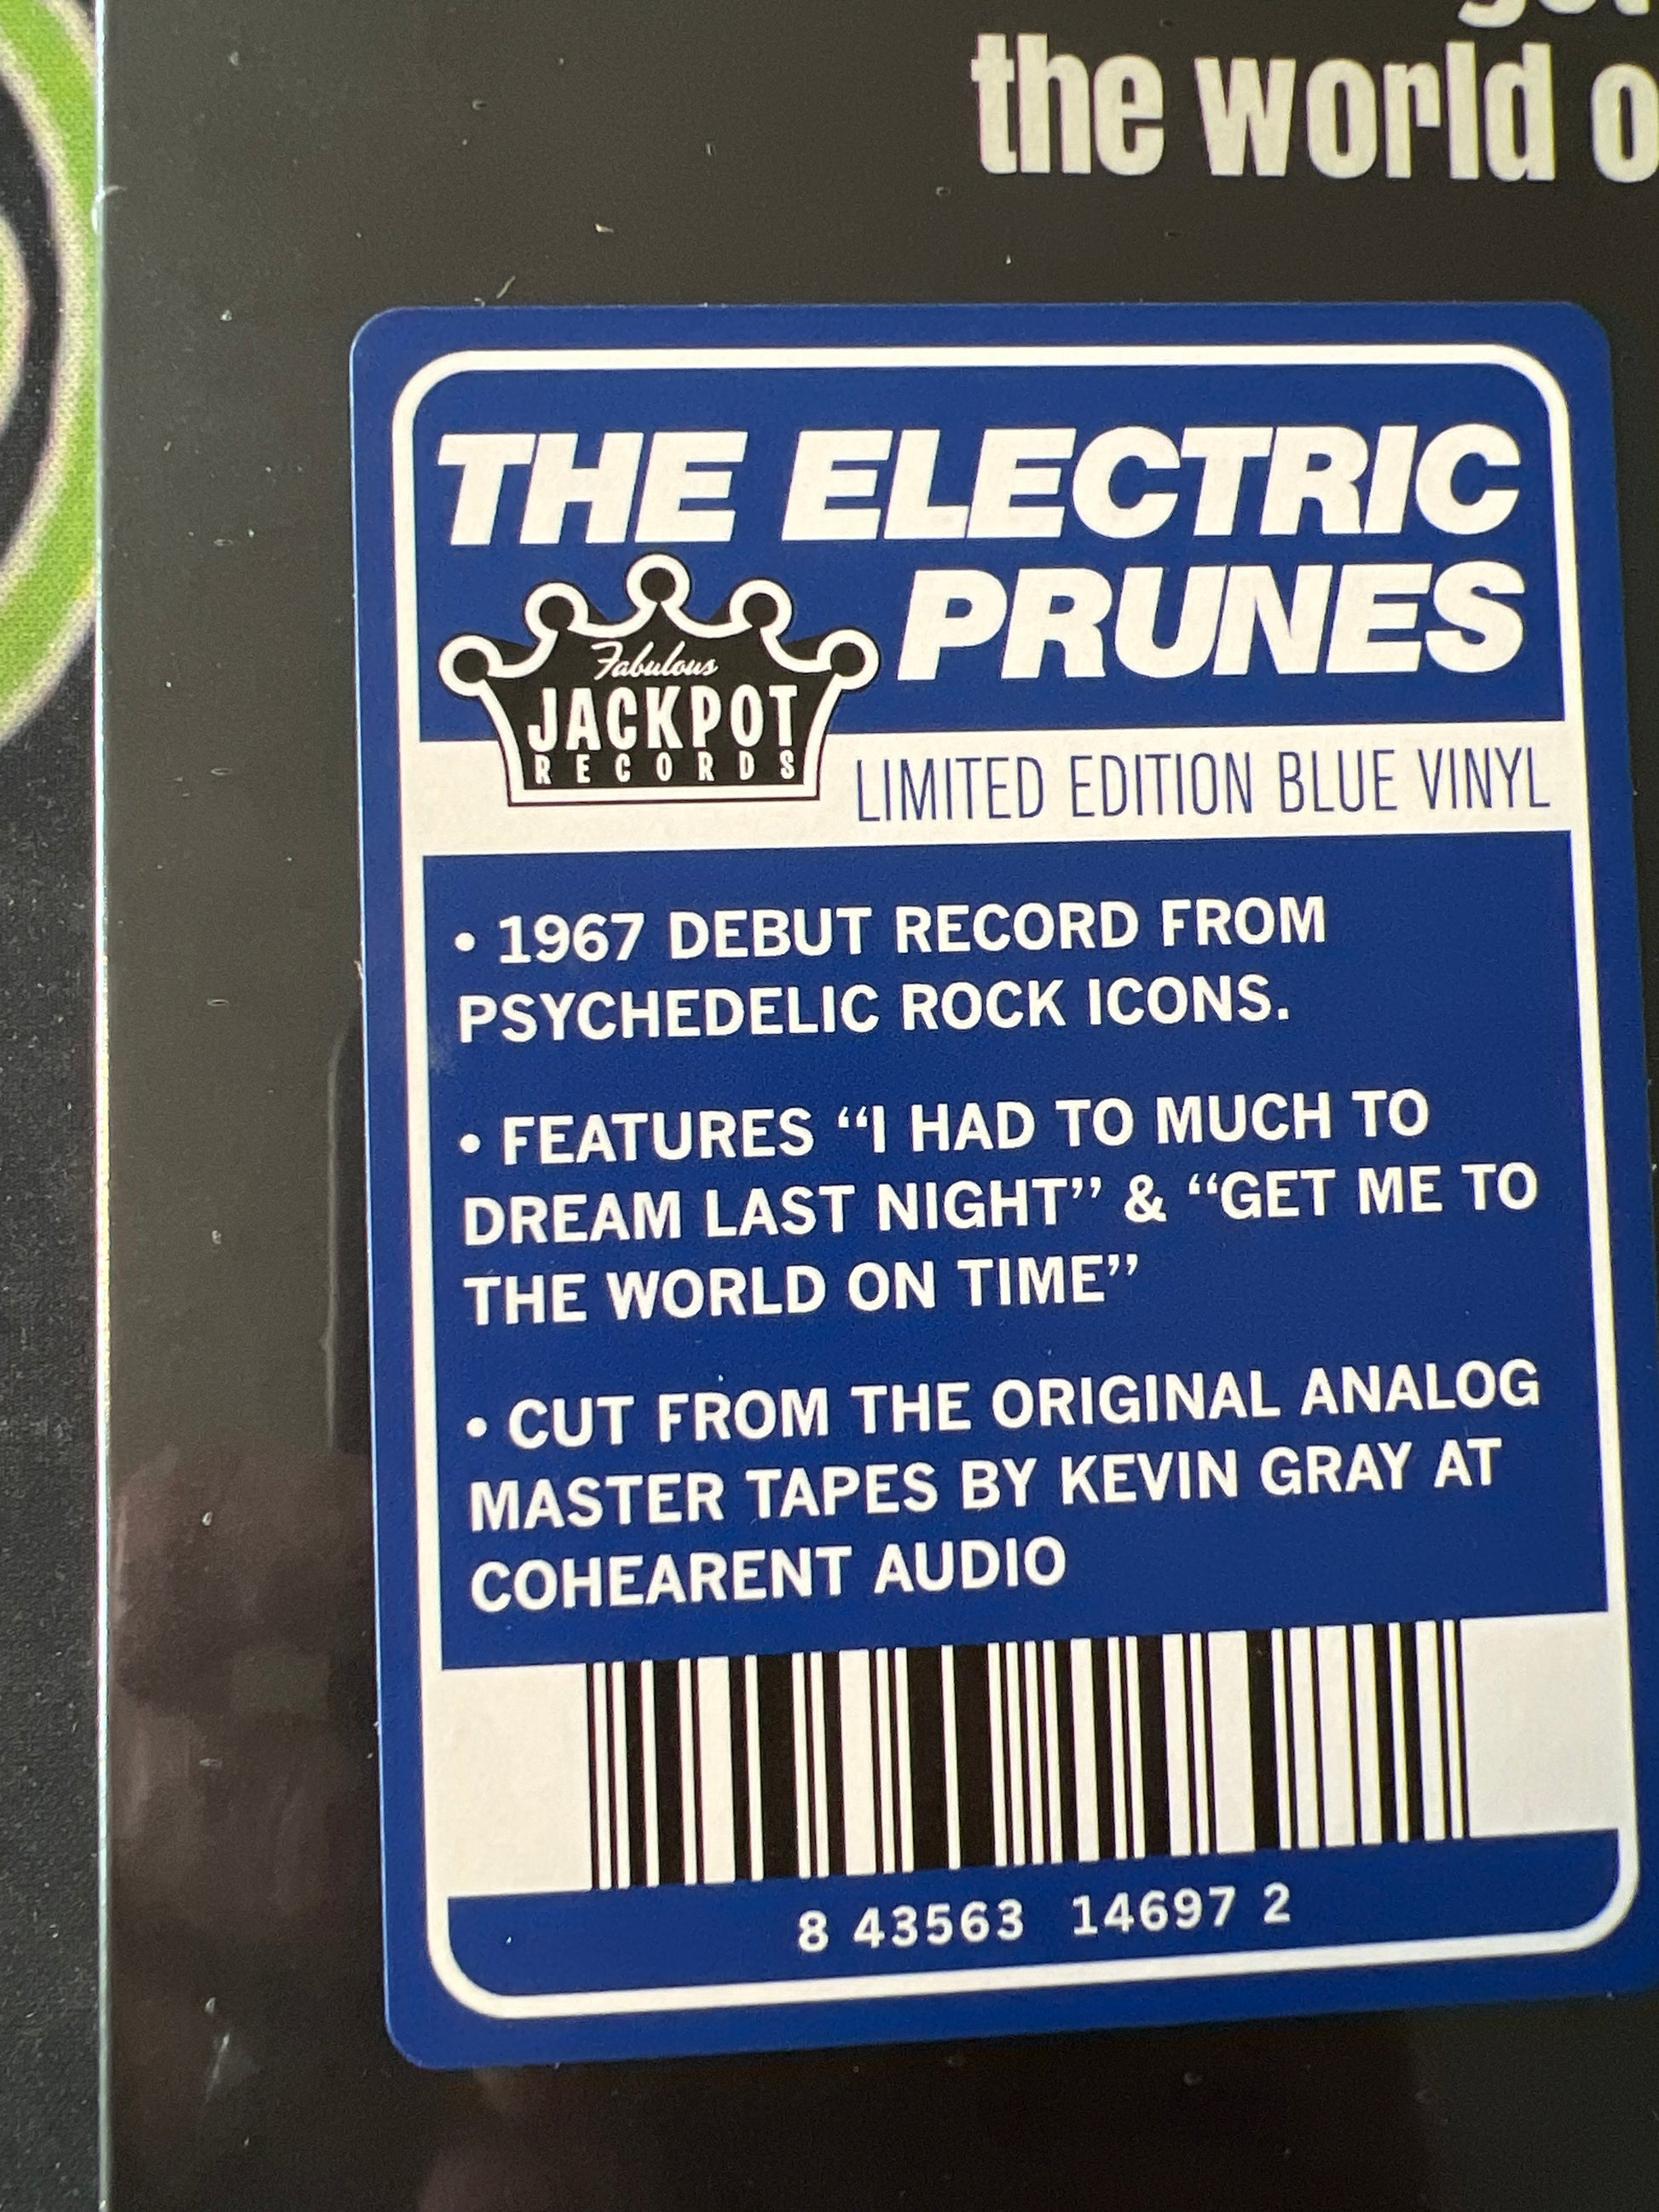 the world
THE ELECTRIC
PRUNES
Fabulous
JACKPOT
RECORDS
LIMITED EDITION BLUE VINYL
• 1967 DEBUT RECORD FROM
PSYCHEDELIC ROCK ICONS.
• FEATURES “I HAD TO MUCH TO
DREAM LAST NIGHT” & “GET ME TO
THE WORLD ON TIME”
• CUT FROM THE ORIGINAL ANALOG
MASTER TAPES BY KEVIN GRAY AT
COHEARENT AUDIO
8 43563 14697 2